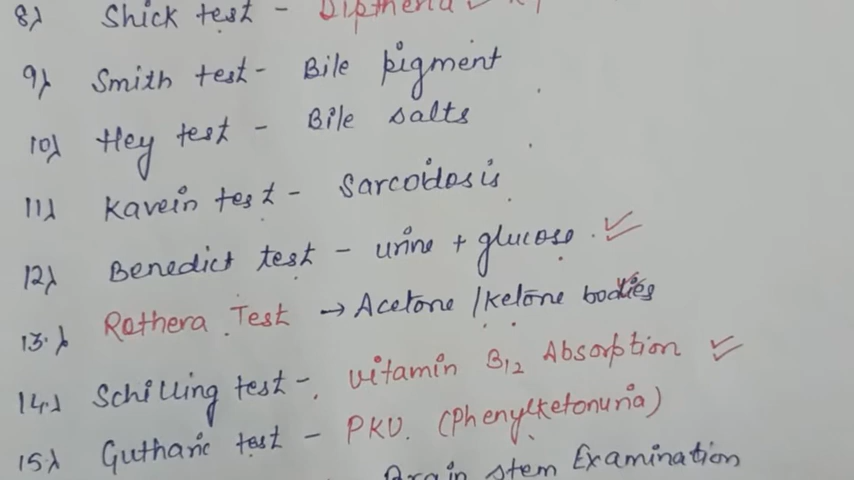 8) Shick test - Diptheria
9) Smith test - Bile pigment
10) Hey test - Bile salts
11) Kavein test - Sarcoidosis
12) Benedict test - urine + glucose.
13.) Rothera Test → Acetone / Ketone bodies
14.) Schilling test - Vitamin B12 Absorption
15) Gutharic test - PKU. (Phenylketonuria)
Brain stem Examination